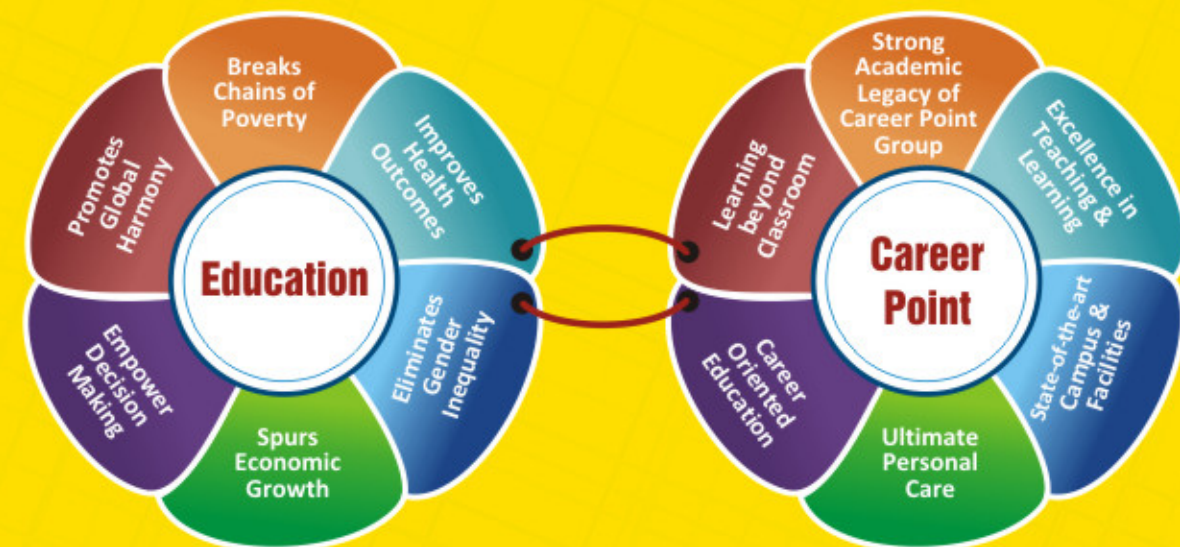 Breaks
Chains of
Poverty
Improves
Health
Outcomes
Eliminates
Gender
Inequality
Spurs
Economic
Growth
Empower
Decision
Making
Promotes
Global
Harmony
Education
Strong
Academic
Legacy of
Career Point
Group
Excellence in
Teaching &
Learning
State-of-the-art
Campus &
Facilities
Ultimate
Personal
Care
Career
Oriented
Education
Learning
beyond
Classroom
Career
Point